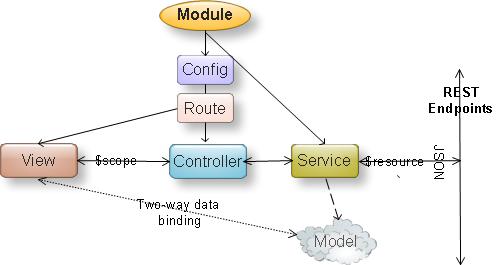 Module
Config
REST
Endpoints
Route
View
$scope
Controller
Service
$resource
JSON
Two-way data
binding
Model